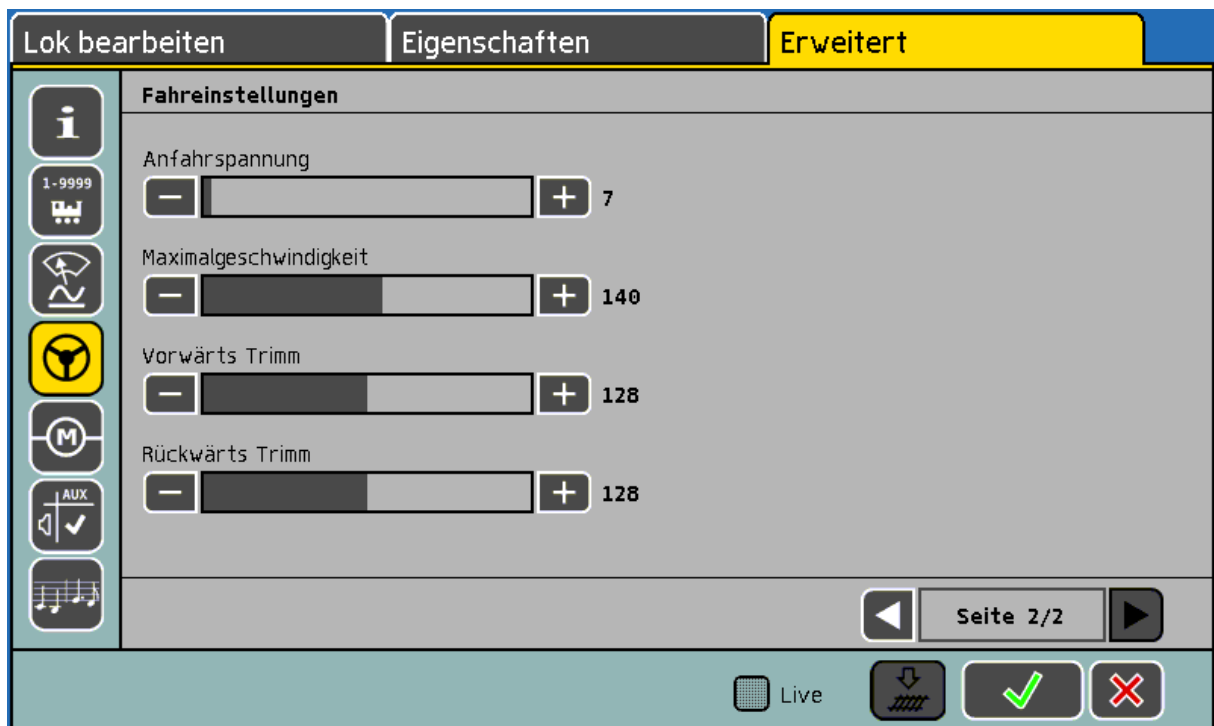 Lok bearbeiten
Eigenschaften
Erweitert
Fahreinstellungen
1-9999
M
AUX
Anfahrspannung
7
Maximalgeschwindigkeit
140
Vorwärts Trimm
128
Rückwärts Trimm
128
Seite 2/2
Live